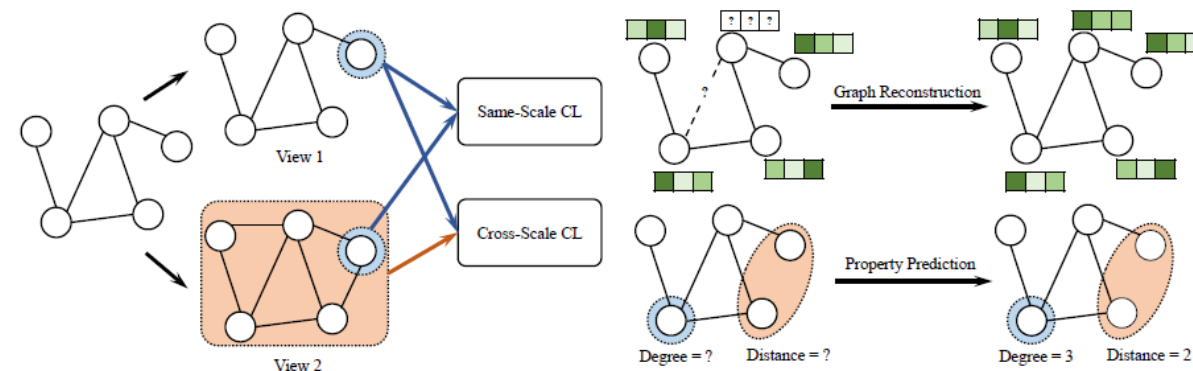 View 1
View 2
Same-Scale CL
Cross-Scale CL
? ? ?
?
Graph Reconstruction
Degree = ?
Distance = ?
Property Prediction
Degree = 3
Distance = 2